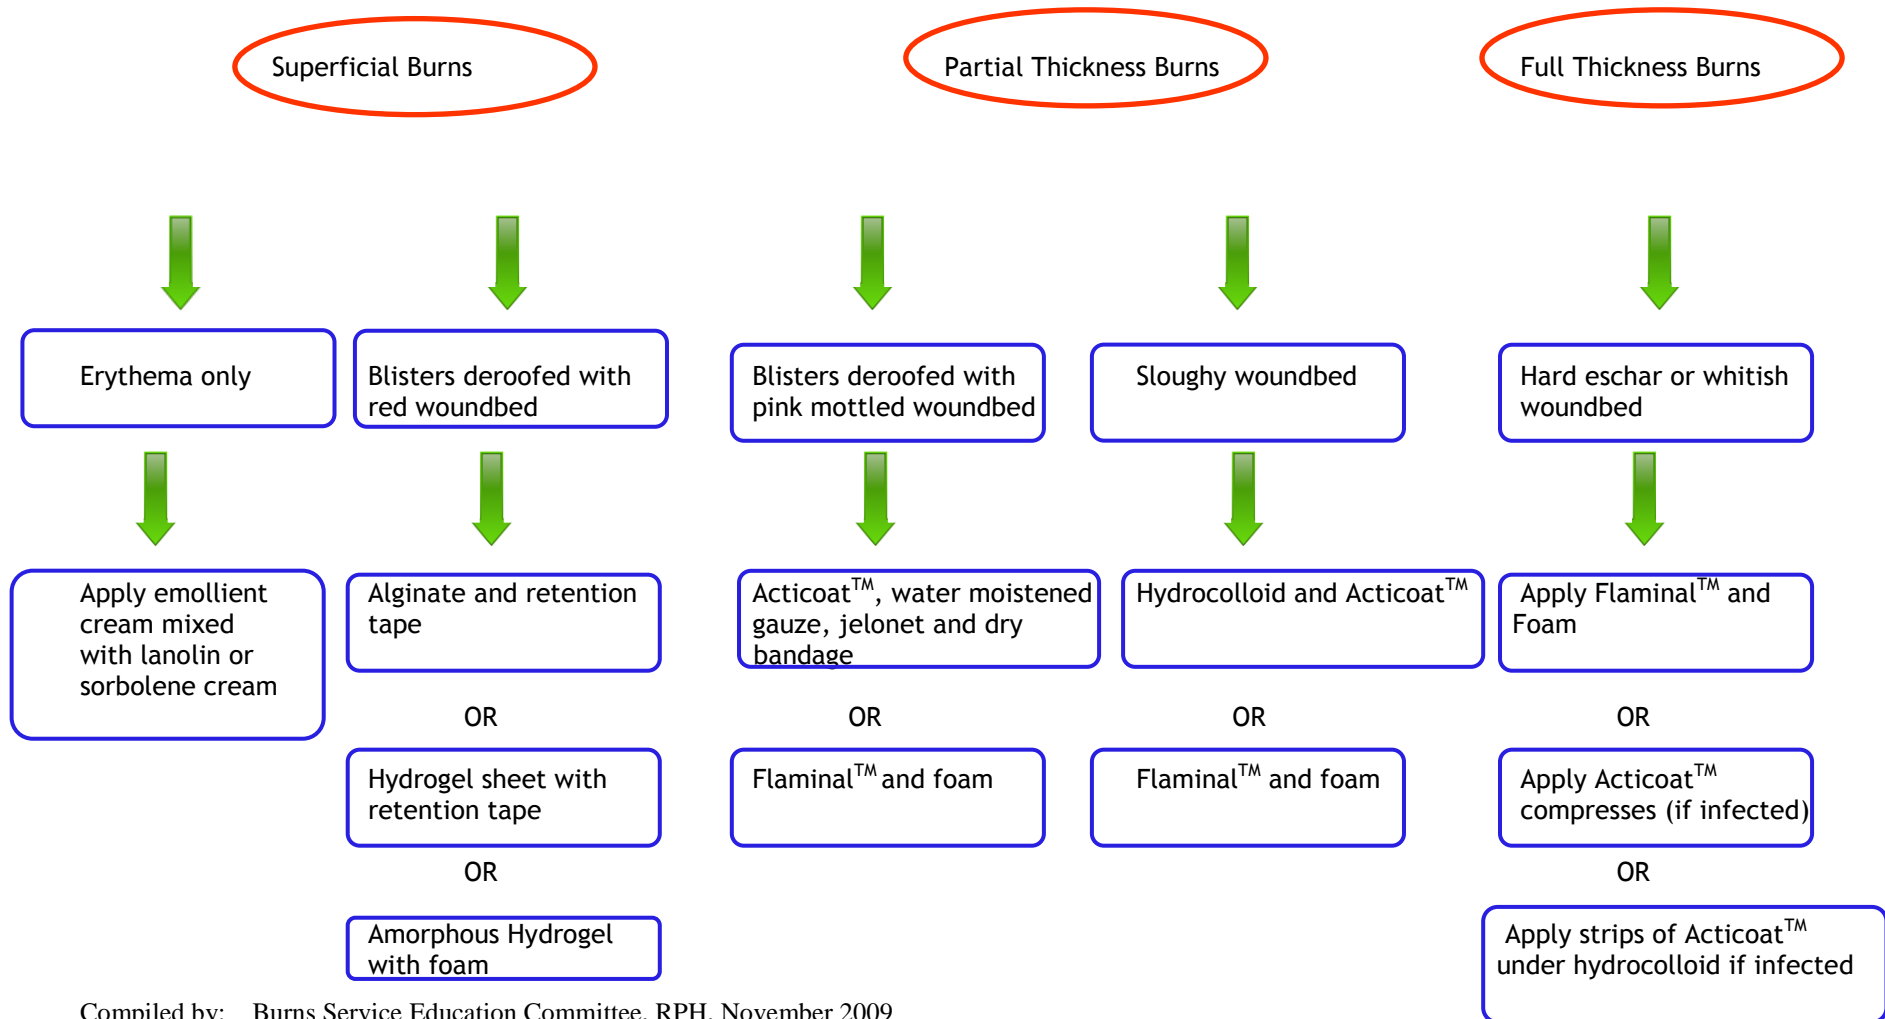 Superficial Burns
Partial Thickness Burns
Full Thickness Burns
Erythema only
Blisters deroofed with
red woundbed
Blisters deroofed with
pink mottled woundbed
Sloughy woundbed
Hard eschar or whitish
woundbed
Apply emollient
cream mixed
with lanolin or
sorbolene cream
Alginate and retention
tape
OR
Hydrogel sheet with
retention tape
OR
Amorphous Hydrogel
with foam
Acticoat™, water moistened
gauze, jelonet and dry
bandage
OR
Flaminal™ and foam
Hydrocolloid and Acticoat™
OR
Flaminal™ and foam
Apply Flaminal™ and
Foam
OR
Apply Acticoat™
compresses (if infected)
OR
Apply strips of Acticoat™
under hydrocolloid if infected
Compiled by: Burns Service Education Committee, RPH, November 2009